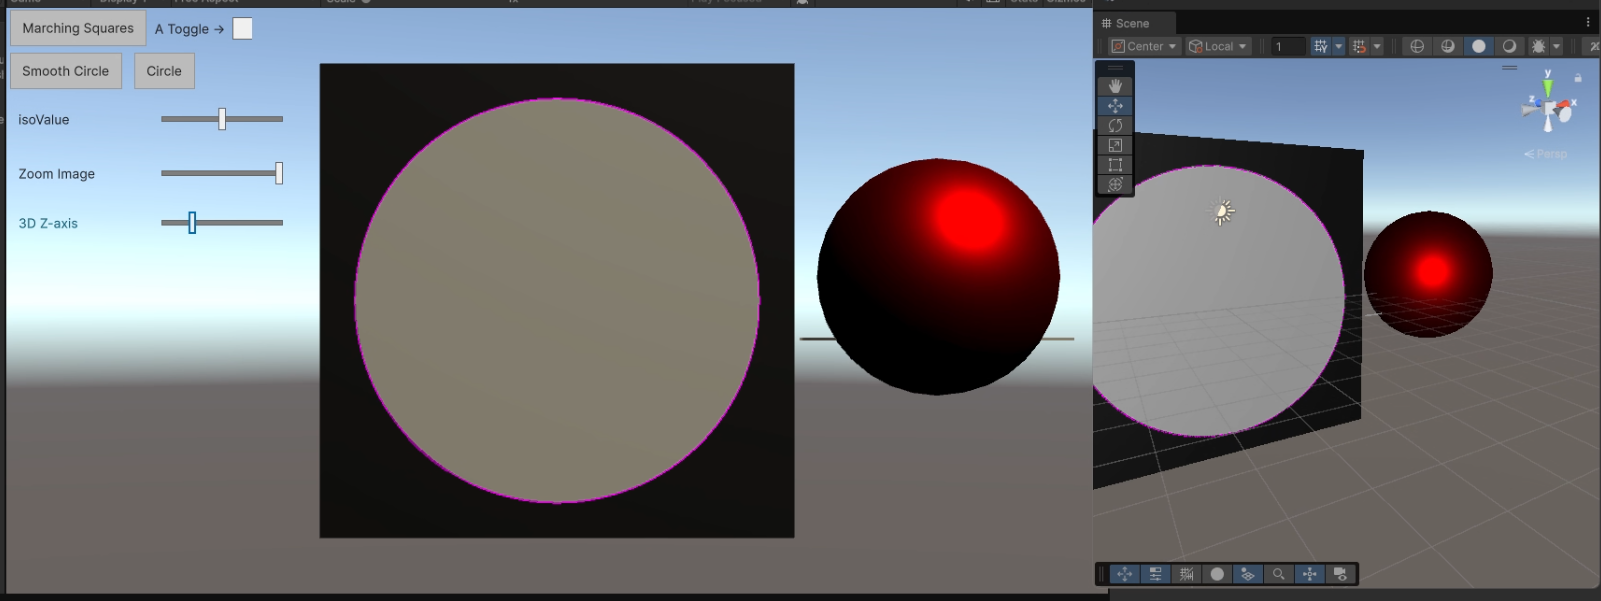 Scene
Marching Squares A Toggle →
Center Local 1
Smooth Circle Circle
y
z x
isoValue
Persp
Zoom Image
3D Z-axis